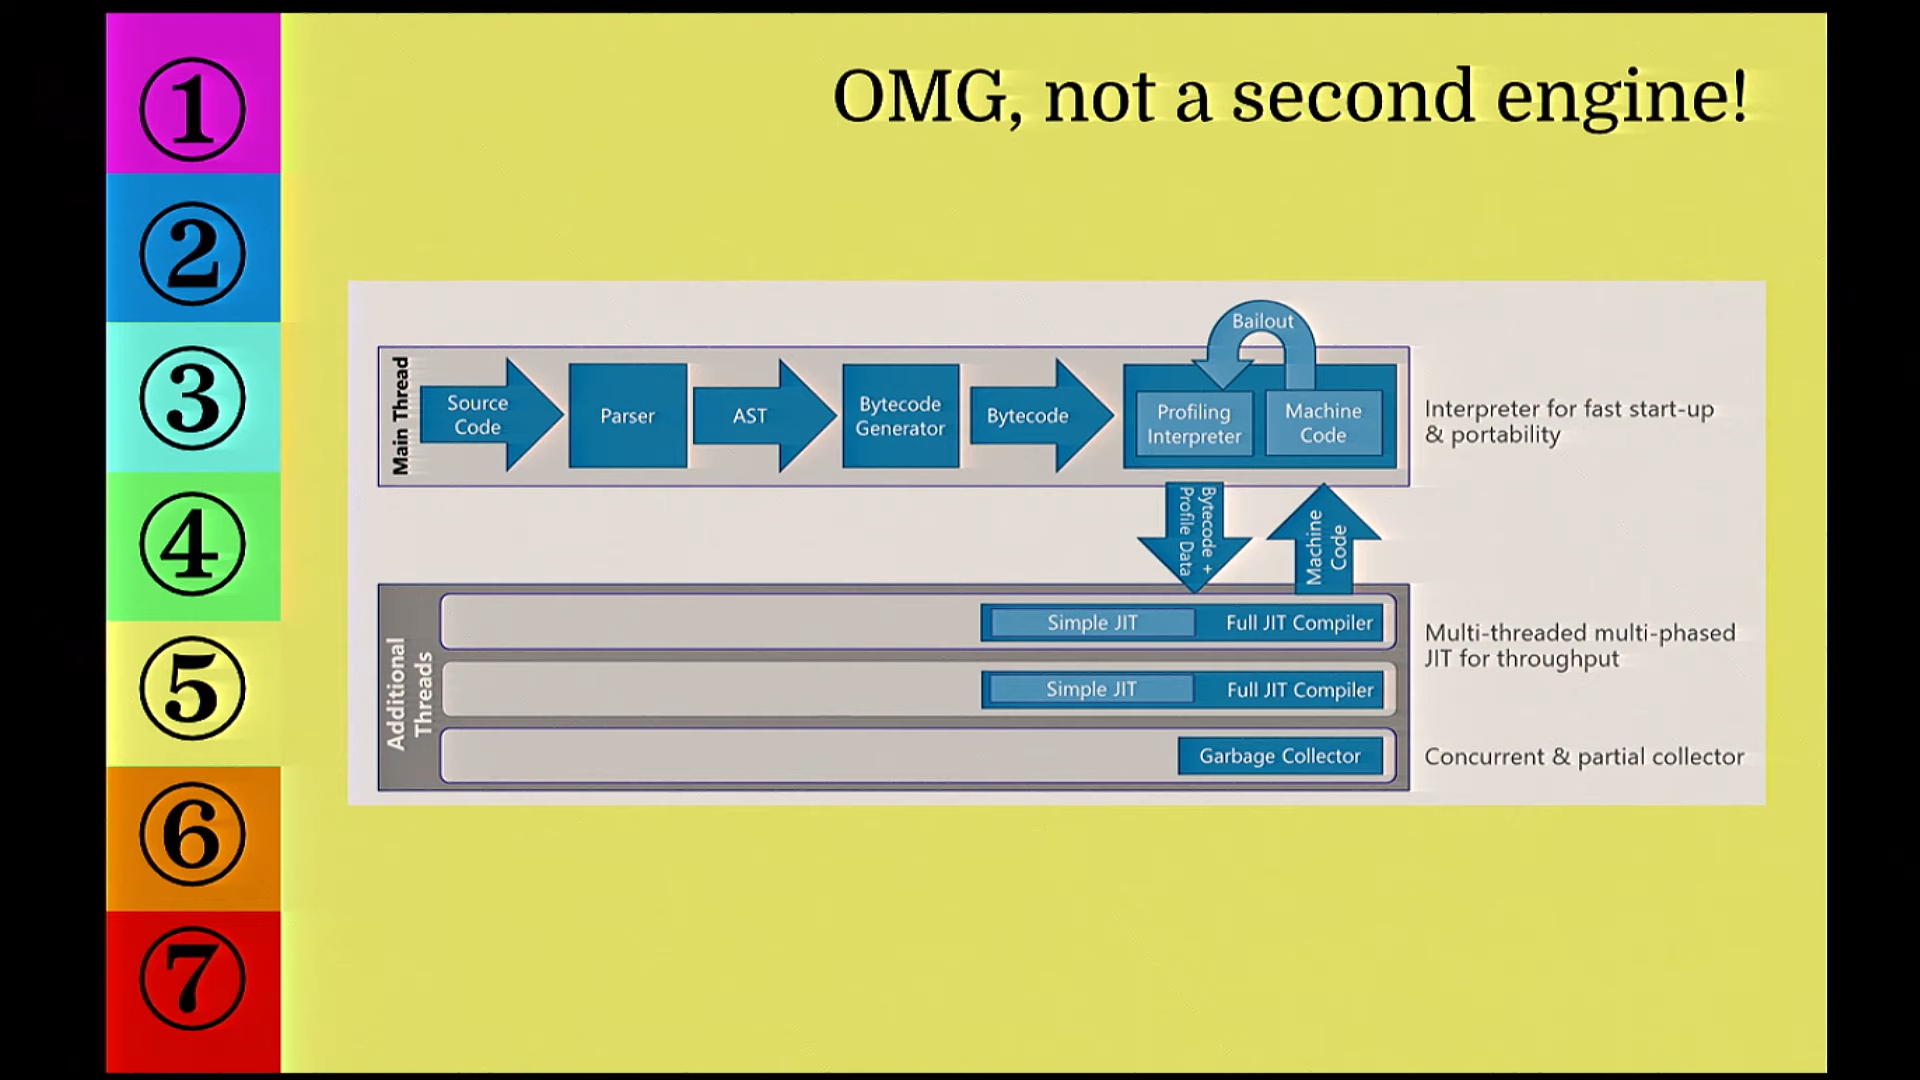 OMG, not a second engine!
①
②
③
④
⑤
⑥
⑦
Bailout
Main Thread
Source
Code
Parser
AST
Bytecode
Generator
Bytecode
Profiling
Interpreter
Machine
Code
Interpreter for fast start-up
& portability
Bytecode +
Profile Data
Machine
Code
Additional
Threads
Simple JIT
Full JIT Compiler
Simple JIT
Full JIT Compiler
Multi-threaded multi-phased
JIT for throughput
Garbage Collector
Concurrent & partial collector